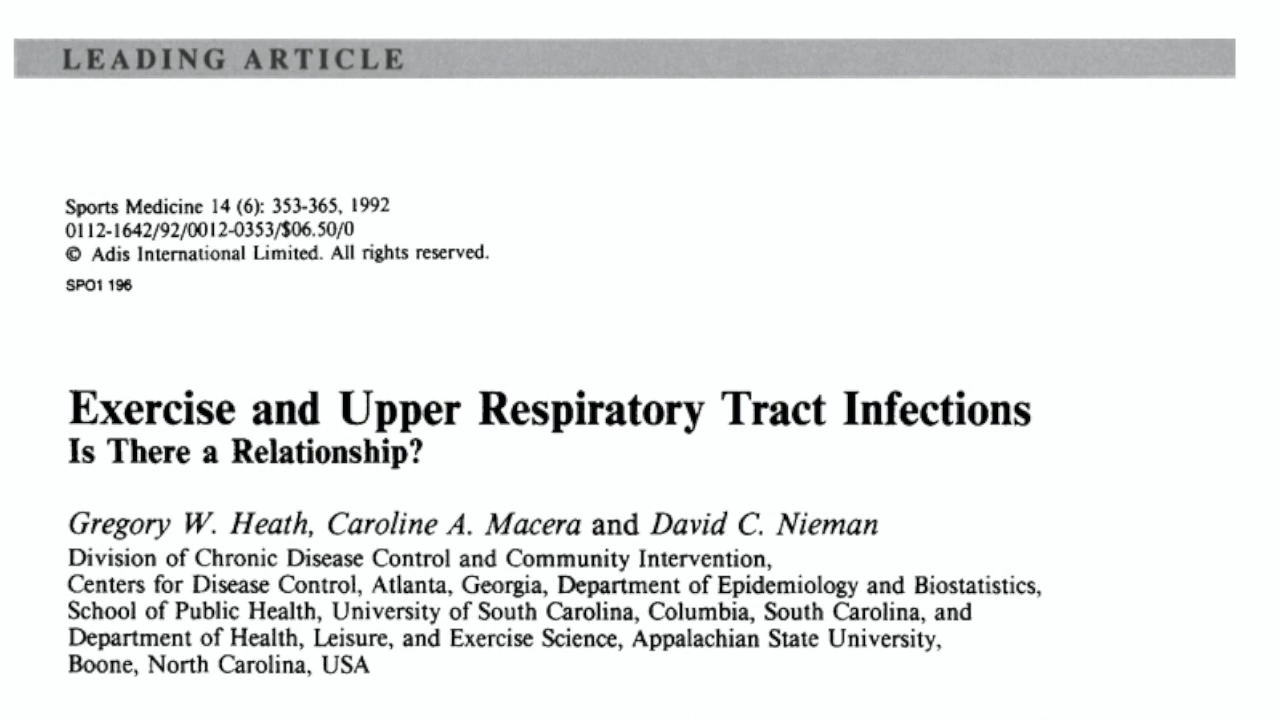 LEADING ARTICLE
Sports Medicine 14 (6): 353-365, 1992
0112-1642/92/0012-0353/$06.50/0
© Adis International Limited. All rights reserved.
SPO1 196
Exercise and Upper Respiratory Tract Infections
Is There a Relationship?
Gregory W. Heath, Caroline A. Macera and David C. Nieman
Division of Chronic Disease Control and Community Intervention,
Centers for Disease Control, Atlanta, Georgia, Department of Epidemiology and Biostatistics,
School of Public Health, University of South Carolina, Columbia, South Carolina, and
Department of Health, Leisure, and Exercise Science, Appalachian State University,
Boone, North Carolina, USA